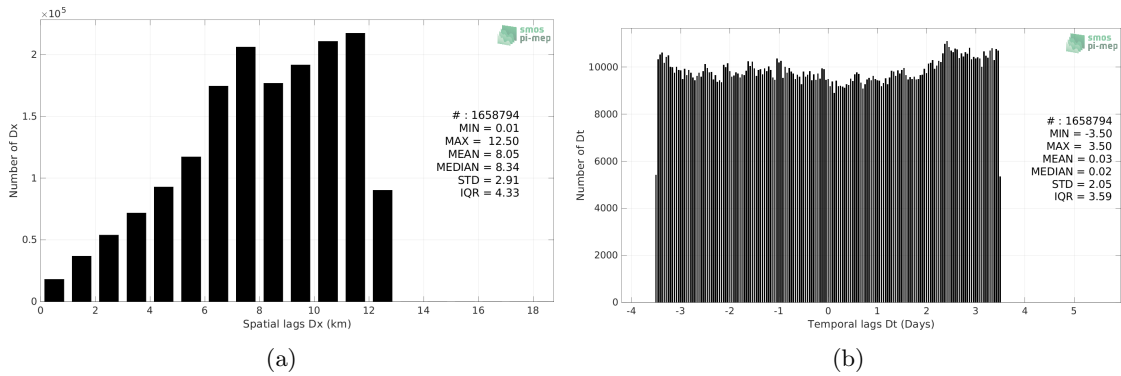 ×10⁵
smos
pi-mep
2
1.5
1
0.5
0
Number of Dx
# : 1658794
MIN = 0.01
MAX = 12.50
MEAN = 8.05
MEDIAN = 8.34
STD = 2.91
IQR = 4.33
0 2 4 6 8 10 12 14 16 18
Spatial lags Dx (km)
(a)
smos
pi-mep
10000
8000
6000
4000
2000
0
Number of Dt
# : 1658794
MIN = -3.50
MAX = 3.50
MEAN = 0.03
MEDIAN = 0.02
STD = 2.05
IQR = 3.59
-4 -3 -2 -1 0 1 2 3 4 5
Temporal lags Dt (Days)
(b)